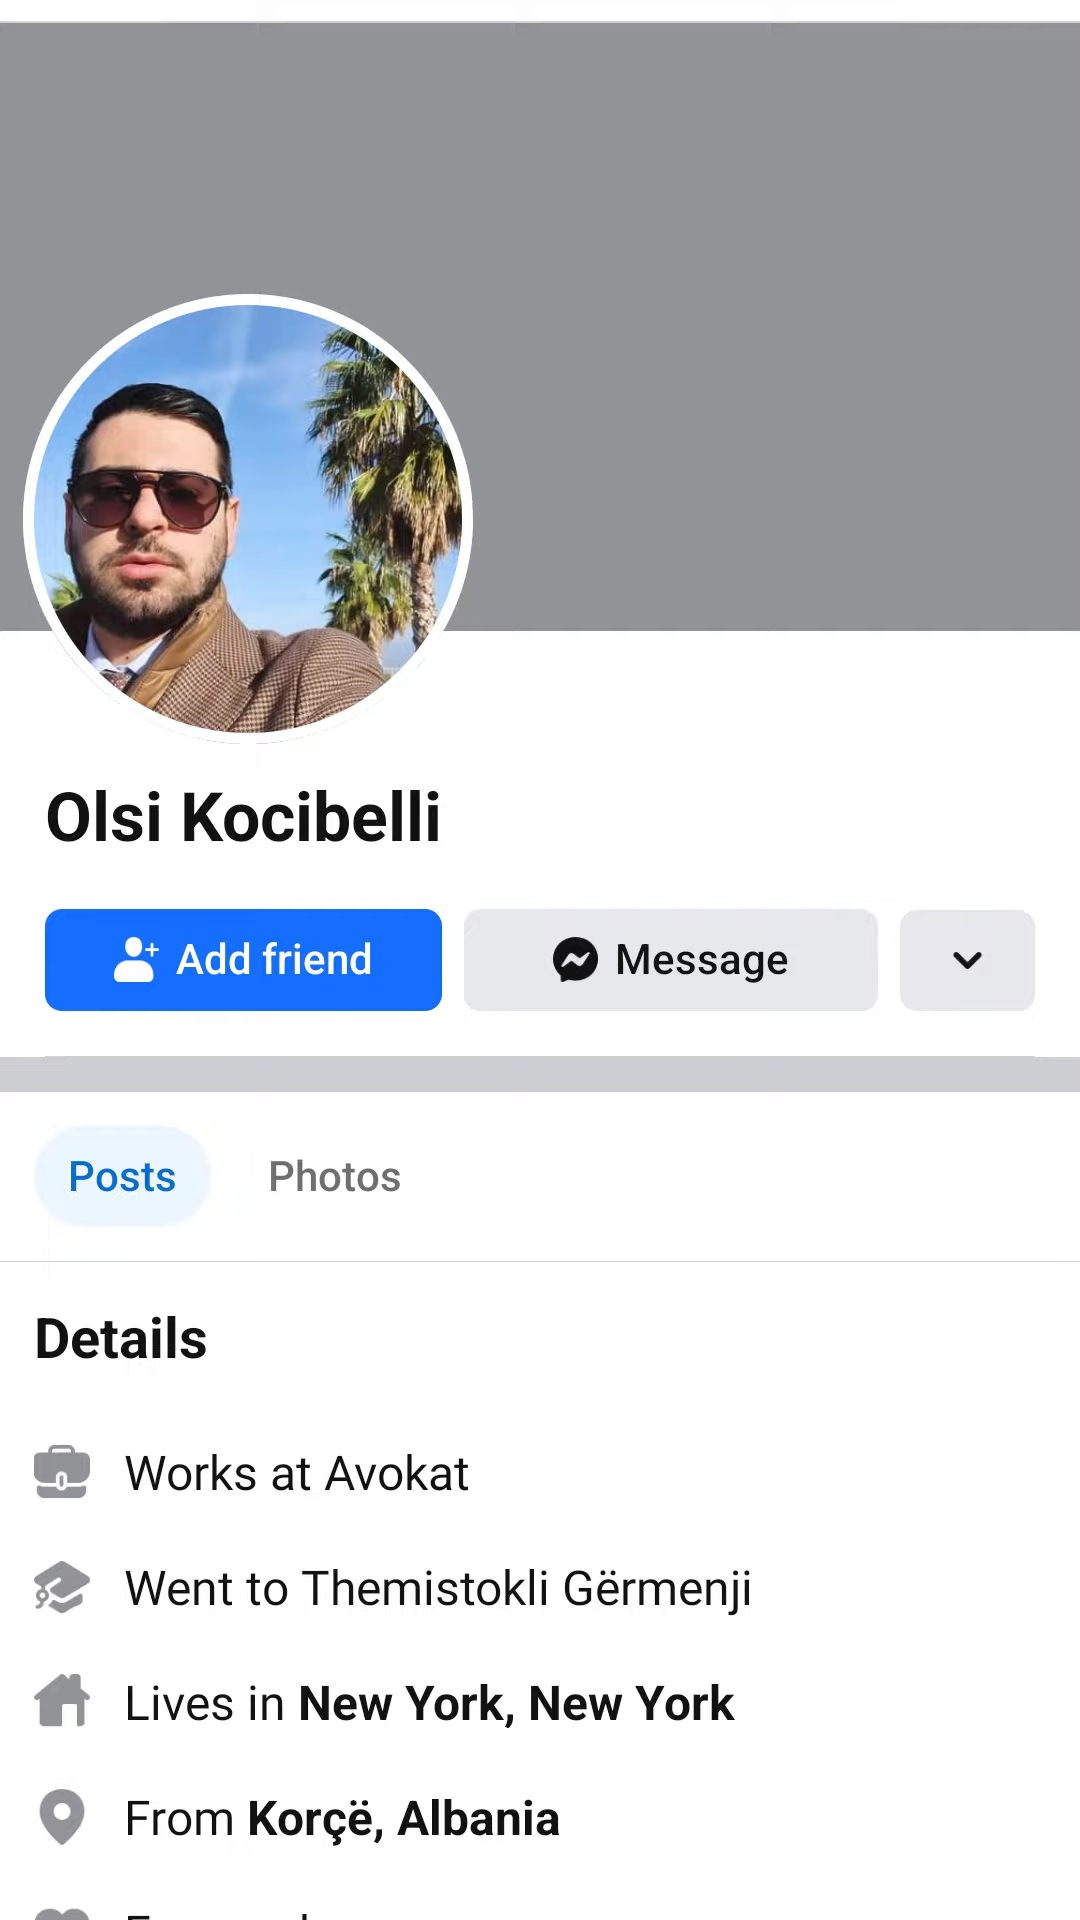 Olsi Kocibelli
Add friend
Message
Posts
Photos
Details
Works at Avokat
Went to Themistokli Gërmenji
Lives in New York, New York
From Korçë, Albania